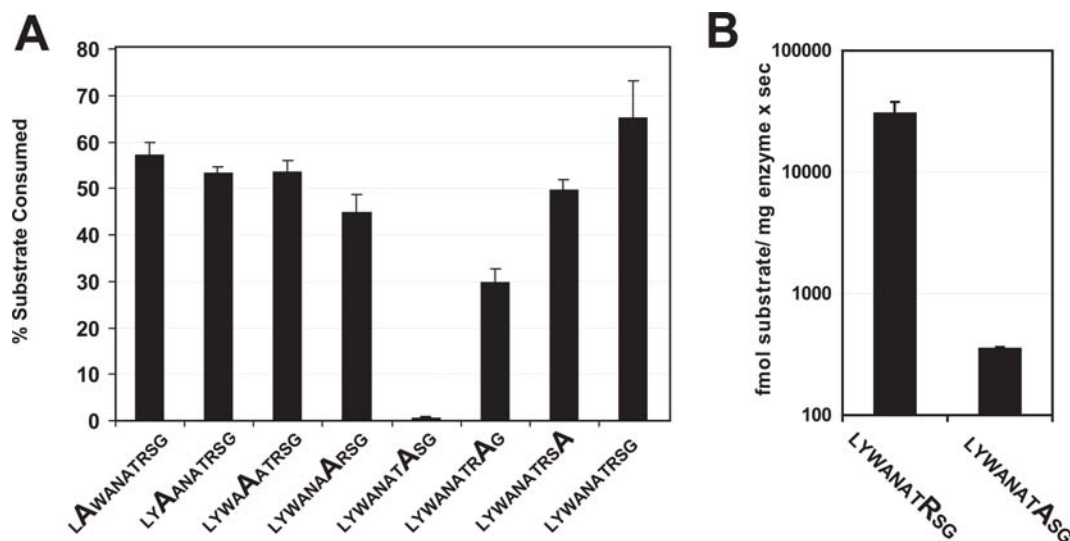 A
% Substrate Consumed
80
70
60
50
40
30
20
10
0
LAWANATRSG
LYAANATRSG
LYWAAATRSG
LYWANAARSG
LYWANATASG
LYWANATRAG
LYWANATRSA
LYWANATRSG
B
fmol substrate/ mg enzyme x sec
100000
10000
1000
100
LYWANATRSG
LYWANATASG